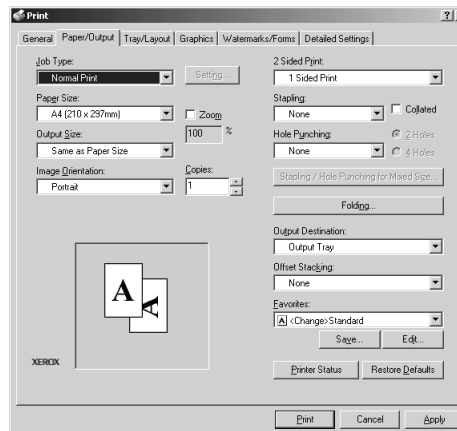 Print
General Paper/Output Tray/Layout Graphics Watermarks/Forms Detailed Settings
Job Type:
Normal Print
Setting...
Paper Size:
A4 (210 x 297mm)
Zoom
100 %
Output Size:
Same as Paper Size
Image Orientation:
Portrait
Copies:
1
A
A
XEROX
2 Sided Print:
1 Sided Print
Stapling:
None
Collated
Hole Punching:
None
2 Holes
4 Holes
Stapling / Hole Punching for Mixed Size...
Folding...
Output Destination:
Output Tray
Offset Stacking:
None
Favorites:
A <Change>Standard
Save... Edit...
Printer Status Restore Defaults
Print Cancel Apply